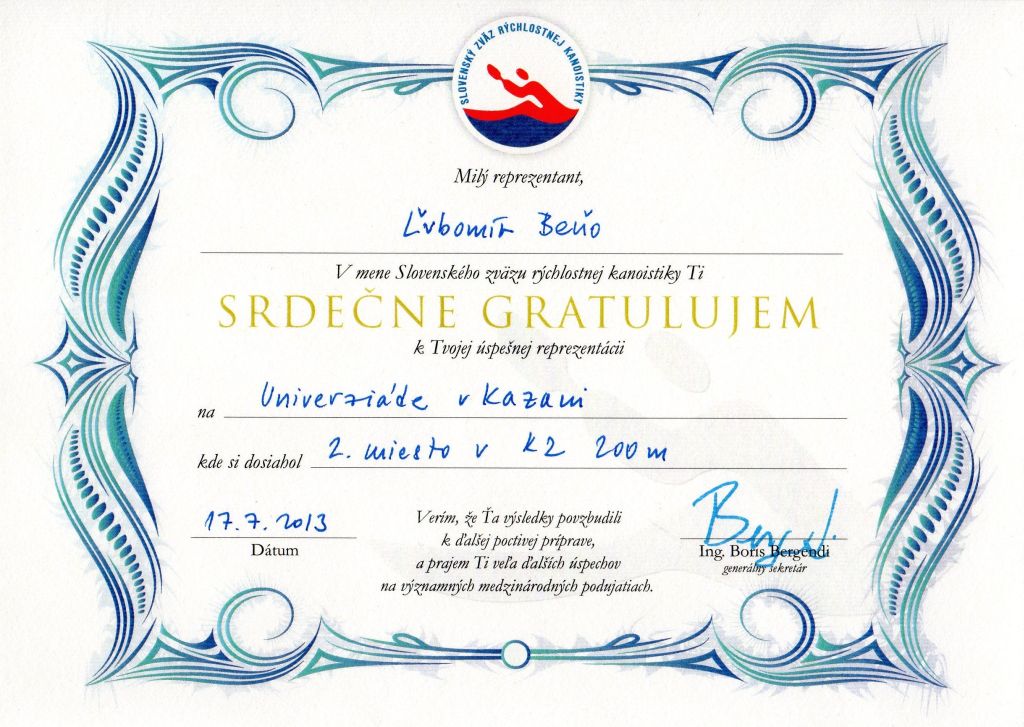 SLOVENSKÝ ZVÄZ RÝCHLOSTNEJ KANOISTIKY
Milý reprezentant,
Ľubomír Beňo
V mene Slovenského zväzu rýchlostnej kanoistiky Ti
SRDEČNE GRATULUJEM
k Tvojej úspešnej reprezentácii
na Univerziáde v Kazani
kde si dosiahol 2. miesto v K2 200m
17.7.2013
Dátum
Verím, že Ťa výsledky povzbudili
k ďalšej poctivej príprave,
a prajem Ti veľa ďalších úspechov
na významných medzinárodných podujatiach.
Ing. Boris Bergendi
generálny sekretár